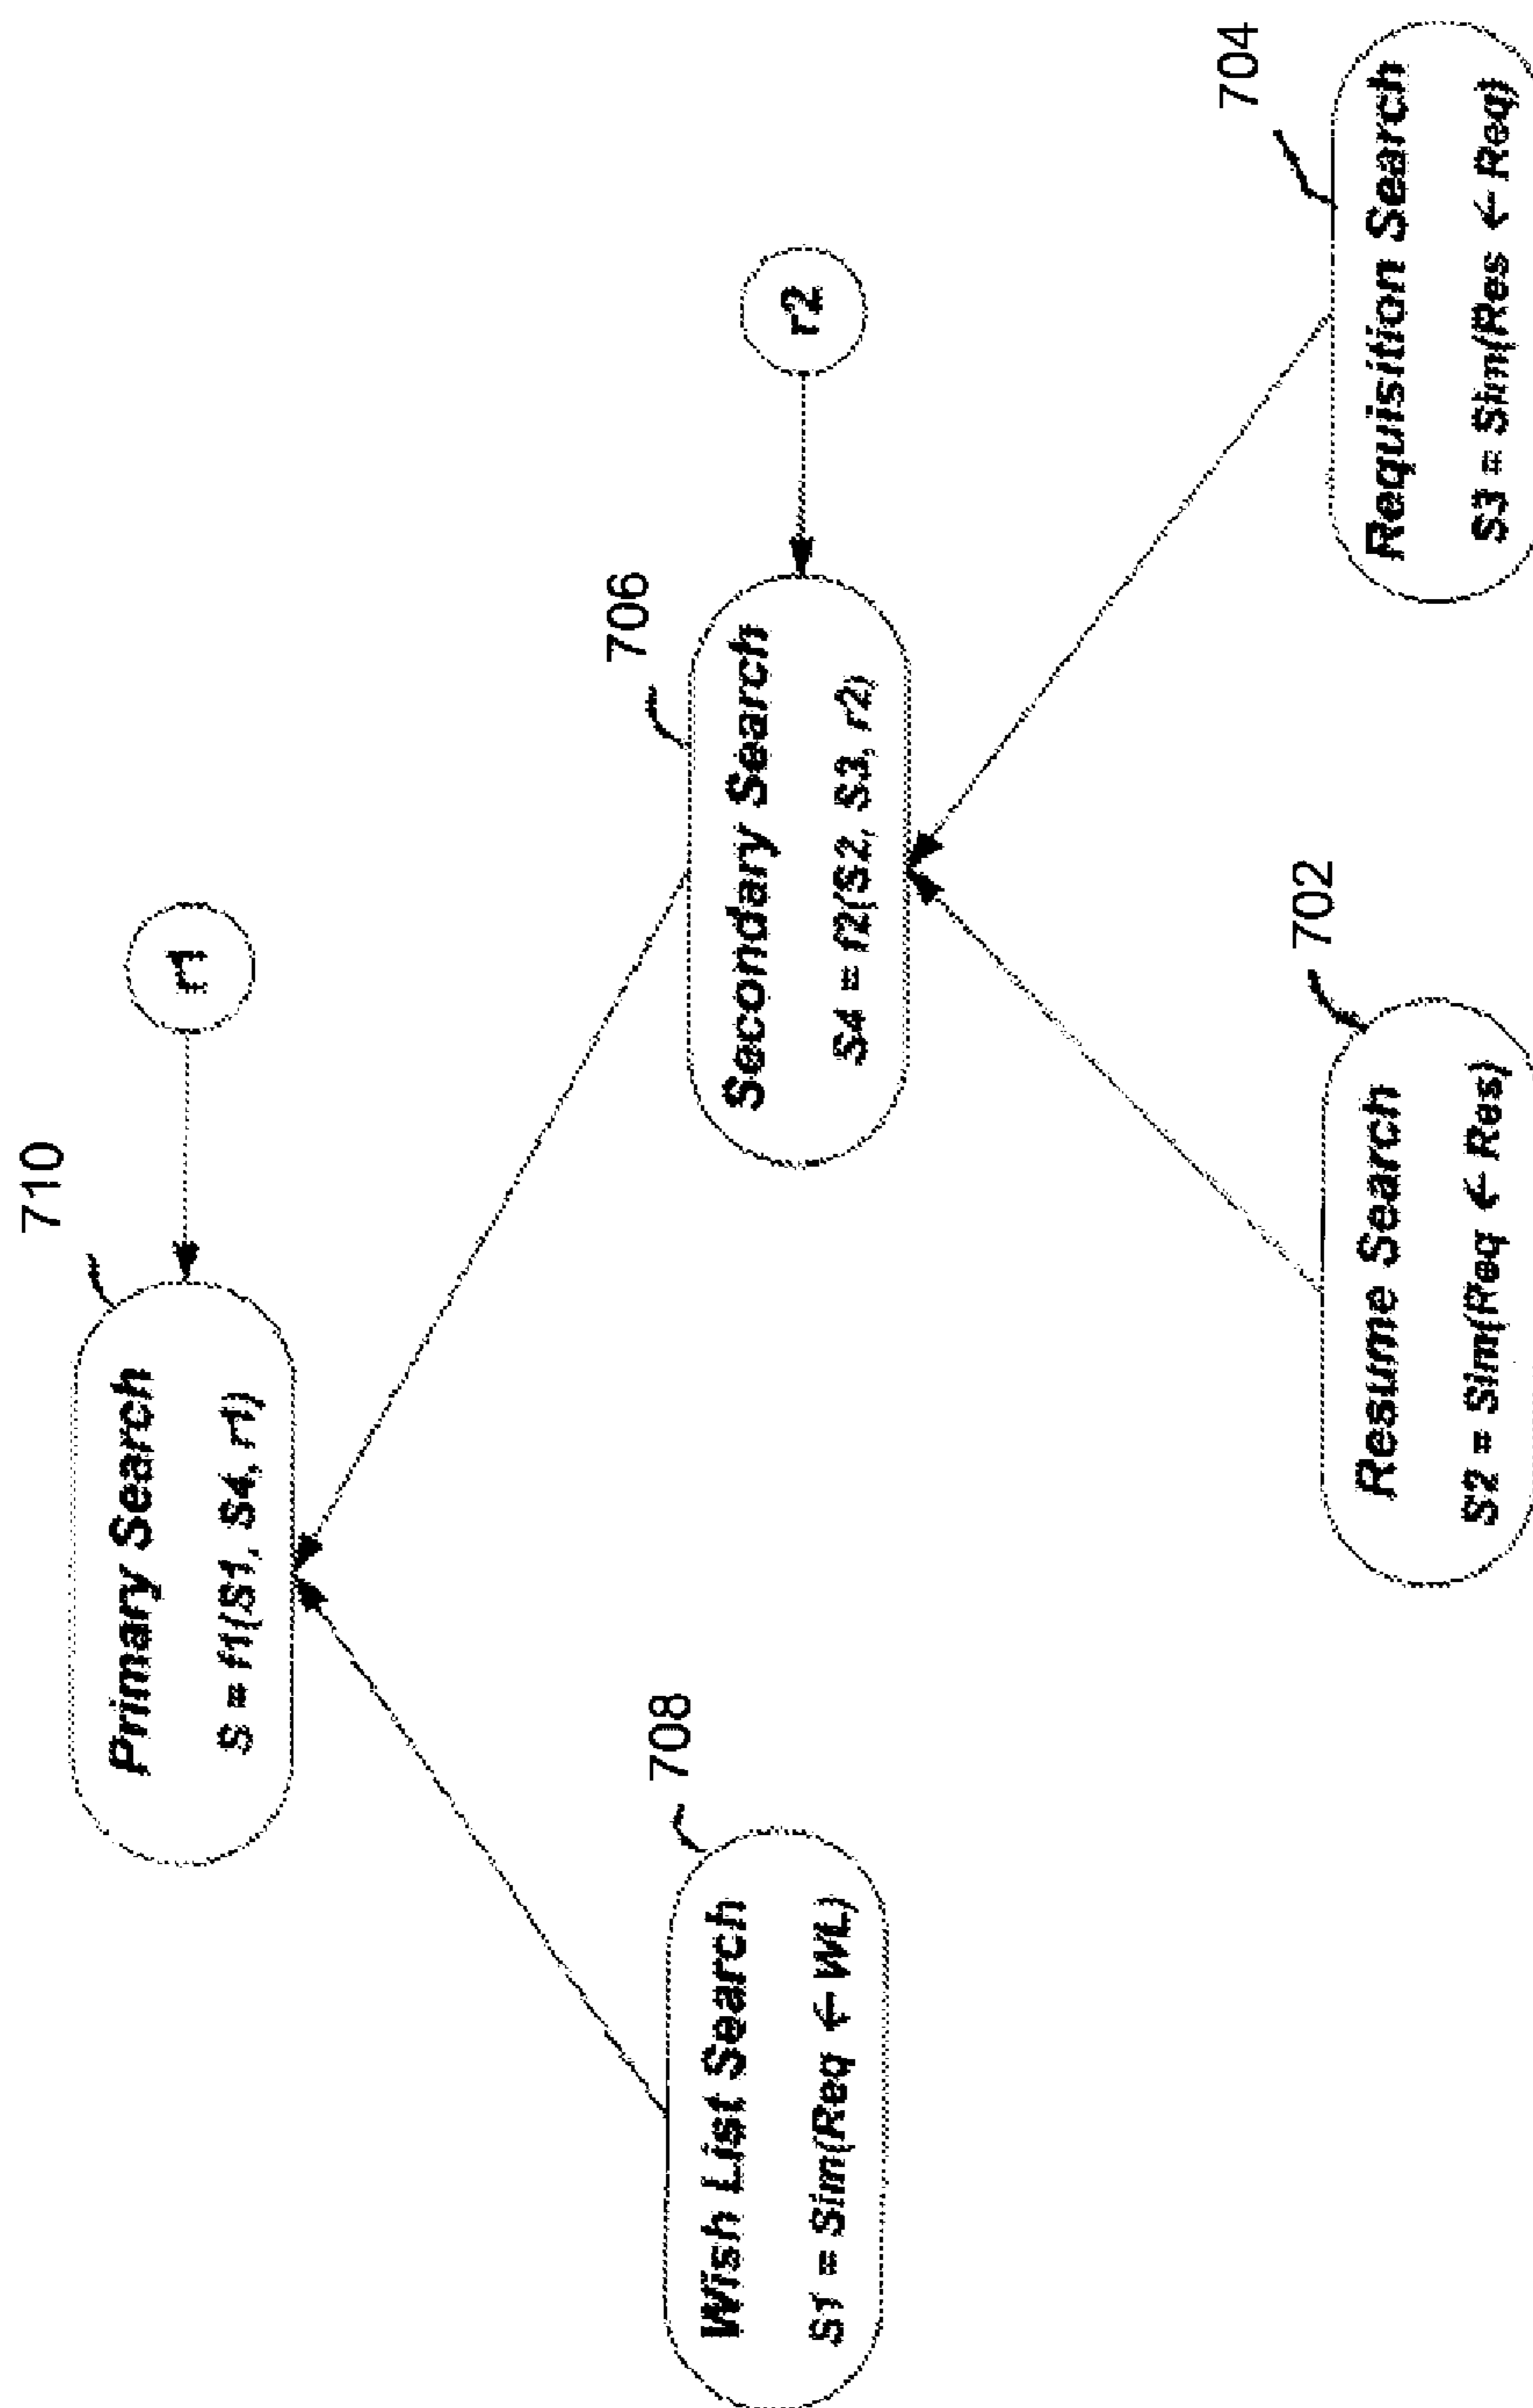 710
Primary Search
S = f1(S1, S4, r1)
r1
708
Wish List Search
S1 = Sim(Req ← WL)
706
Secondary Search
S4 = f2(S2, S3, r2)
r2
702
Resume Search
S2 = Sim(Req ← Res)
704
Requisition Search
S3 = Sim(Res ← Req)